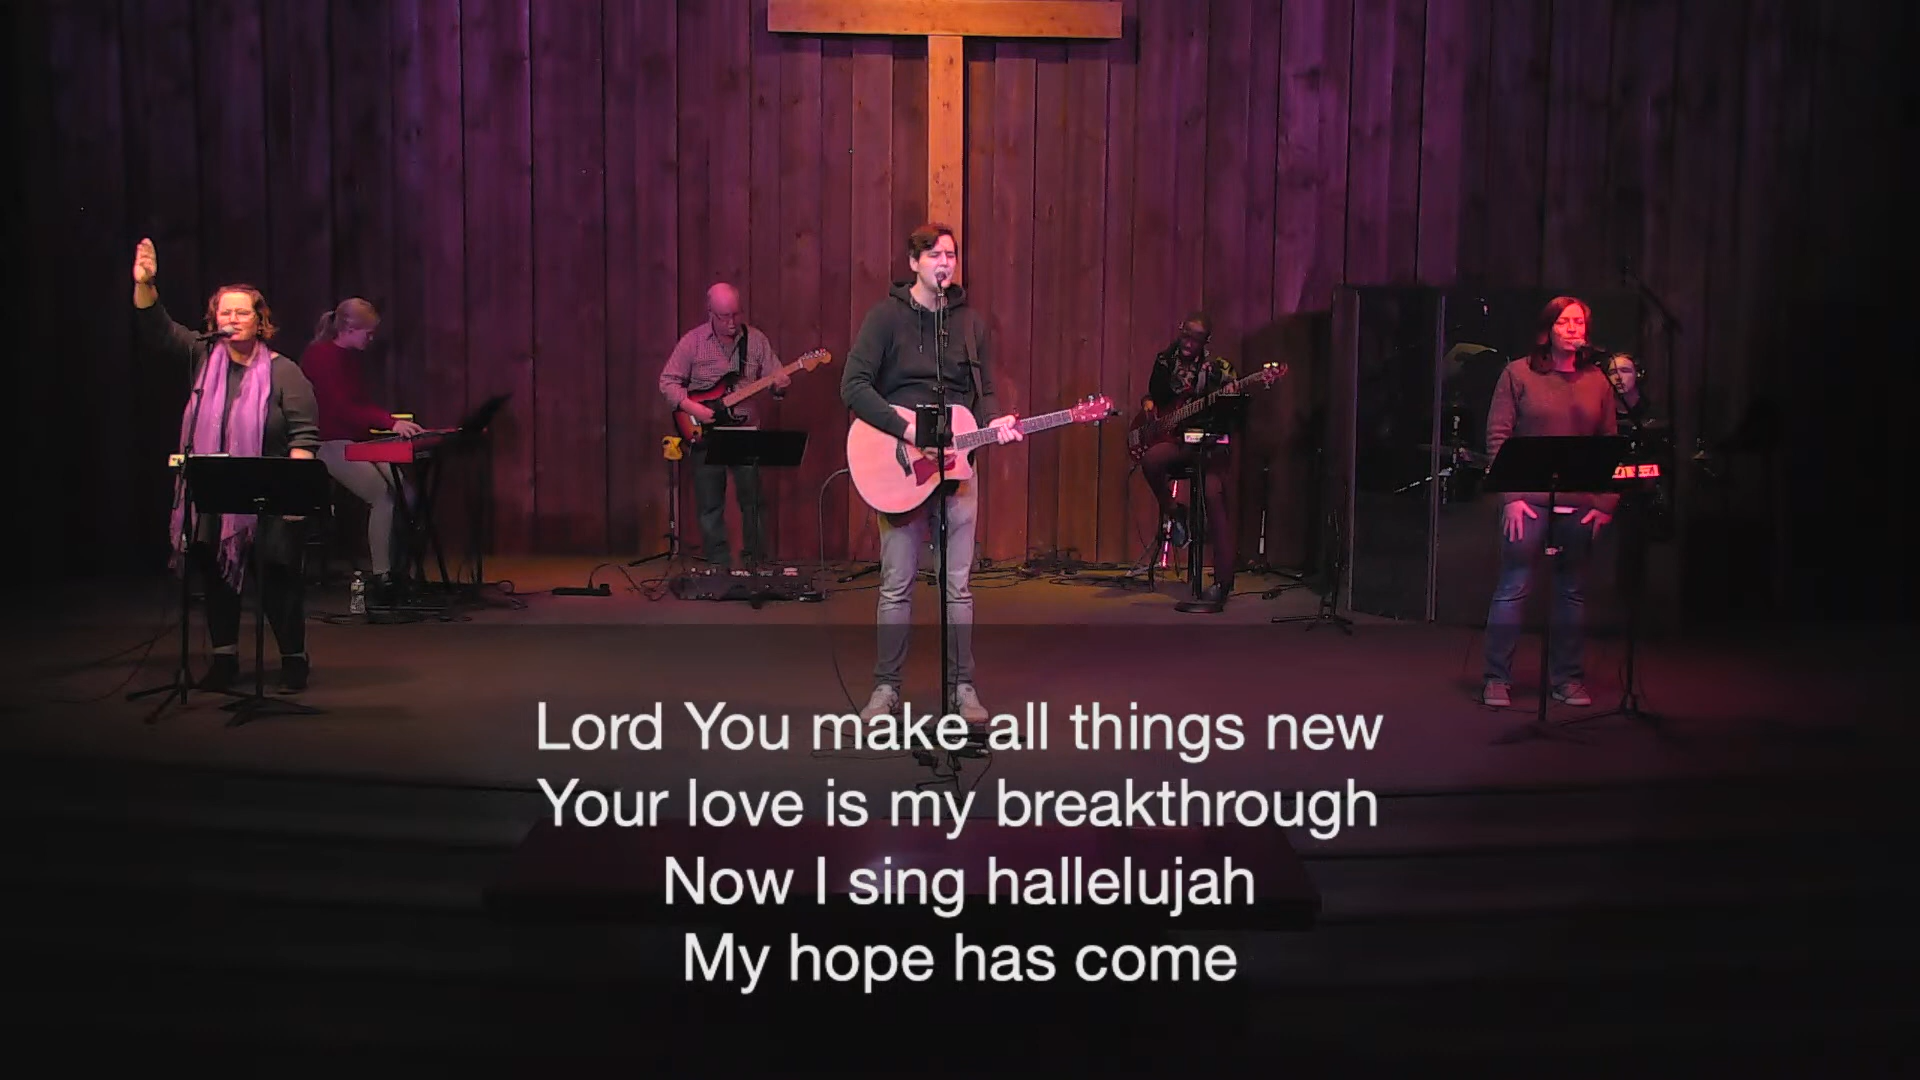 Lord You make all things new
Your love is my breakthrough
Now I sing hallelujah
My hope has come